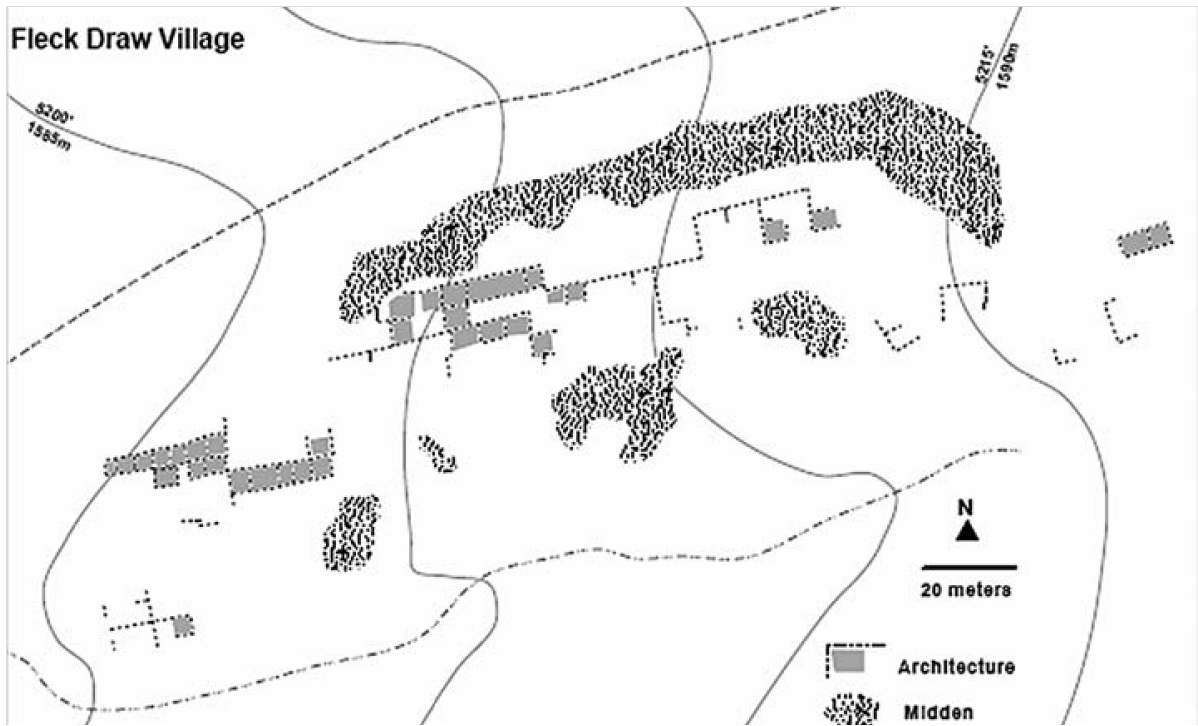 Fleck Draw Village
5200'
1585m
5215'
1590m
N
20 meters
Architecture
Midden